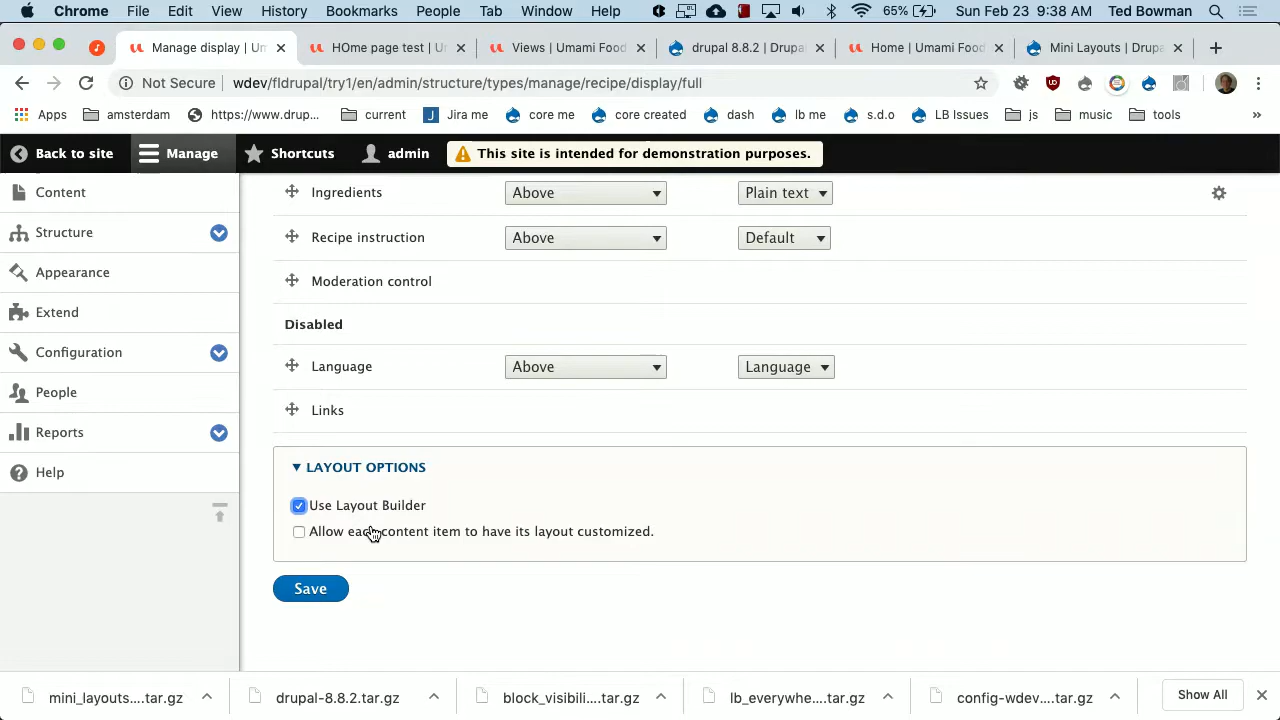 Chrome File Edit View History Bookmarks People Tab Window Help 65% Sun Feb 23 9:38 AM Ted Bowman
Manage display | Um HOme page test | U Views | Umami Food drupal 8.8.2 | Drupal Home | Umami Food Mini Layouts | Drupa
Not Secure wdev/fldrupal/try1/en/admin/structure/types/manage/recipe/display/full
Apps amsterdam https://www.drup... current Jira me core me core created dash lb me s.d.o LB Issues js music tools »
Back to site Manage Shortcuts admin This site is intended for demonstration purposes.
Content
Structure
Appearance
Extend
Configuration
People
Reports
Help
Ingredients Above Plain text
Recipe instruction Above Default
Moderation control
Disabled
Language Above Language
Links
LAYOUT OPTIONS
Use Layout Builder
Allow each content item to have its layout customized.
Save
mini_layouts....tar.gz drupal-8.8.2.tar.gz block_visibili....tar.gz lb_everywhe....tar.gz config-wdev....tar.gz Show All